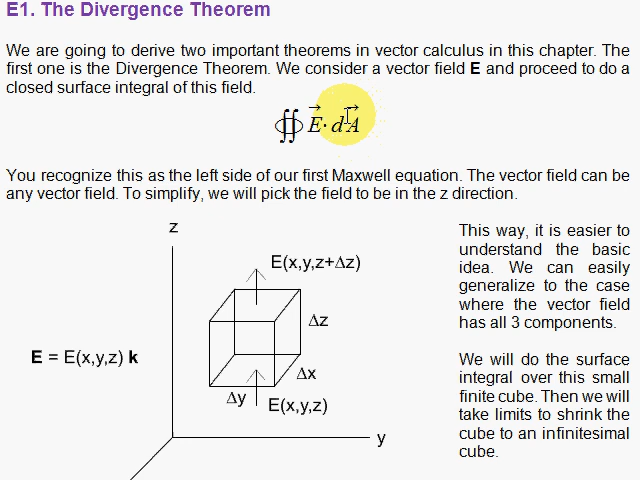 E1. The Divergence Theorem
We are going to derive two important theorems in vector calculus in this chapter. The
first one is the Divergence Theorem. We consider a vector field E and proceed to do a
closed surface integral of this field.
∯ E⃗ · dA⃗
You recognize this as the left side of our first Maxwell equation. The vector field can be
any vector field. To simplify, we will pick the field to be in the z direction.
z
E(x,y,z+Δz)
Δz
E = E(x,y,z) k
Δx
Δy
E(x,y,z)
y
This way, it is easier to
understand the basic
idea. We can easily
generalize to the case
where the vector field
has all 3 components.
We will do the surface
integral over this small
finite cube. Then we will
take limits to shrink the
cube to an infinitesimal
cube.